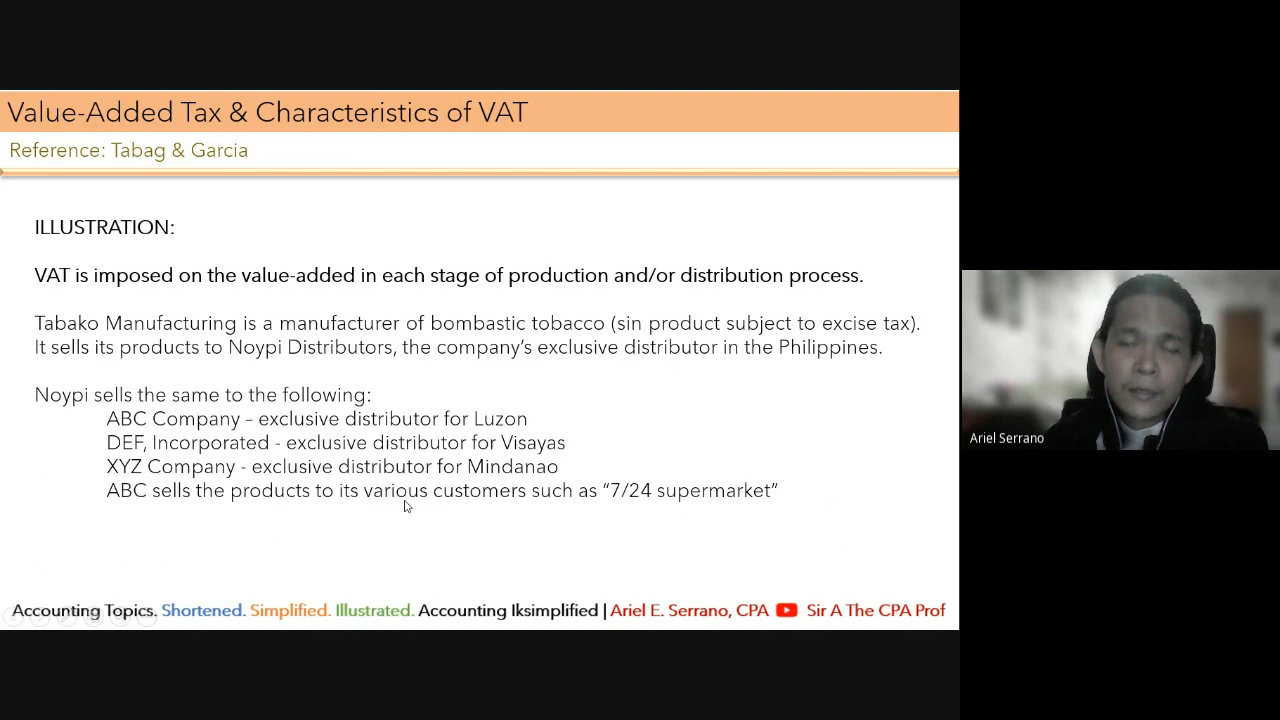 Value-Added Tax & Characteristics of VAT
Reference: Tabag & Garcia
ILLUSTRATION:
VAT is imposed on the value-added in each stage of production and/or distribution process.
Tabako Manufacturing is a manufacturer of bombastic tobacco (sin product subject to excise tax).
It sells its products to Noypi Distributors, the company’s exclusive distributor in the Philippines.
Noypi sells the same to the following:
ABC Company – exclusive distributor for Luzon
DEF, Incorporated - exclusive distributor for Visayas
XYZ Company - exclusive distributor for Mindanao
ABC sells the products to its various customers such as “7/24 supermarket”
Ariel Serrano
Accounting Topics. Shortened. Simplified. Illustrated. Accounting Iksimplified | Ariel E. Serrano, CPA Sir A The CPA Prof